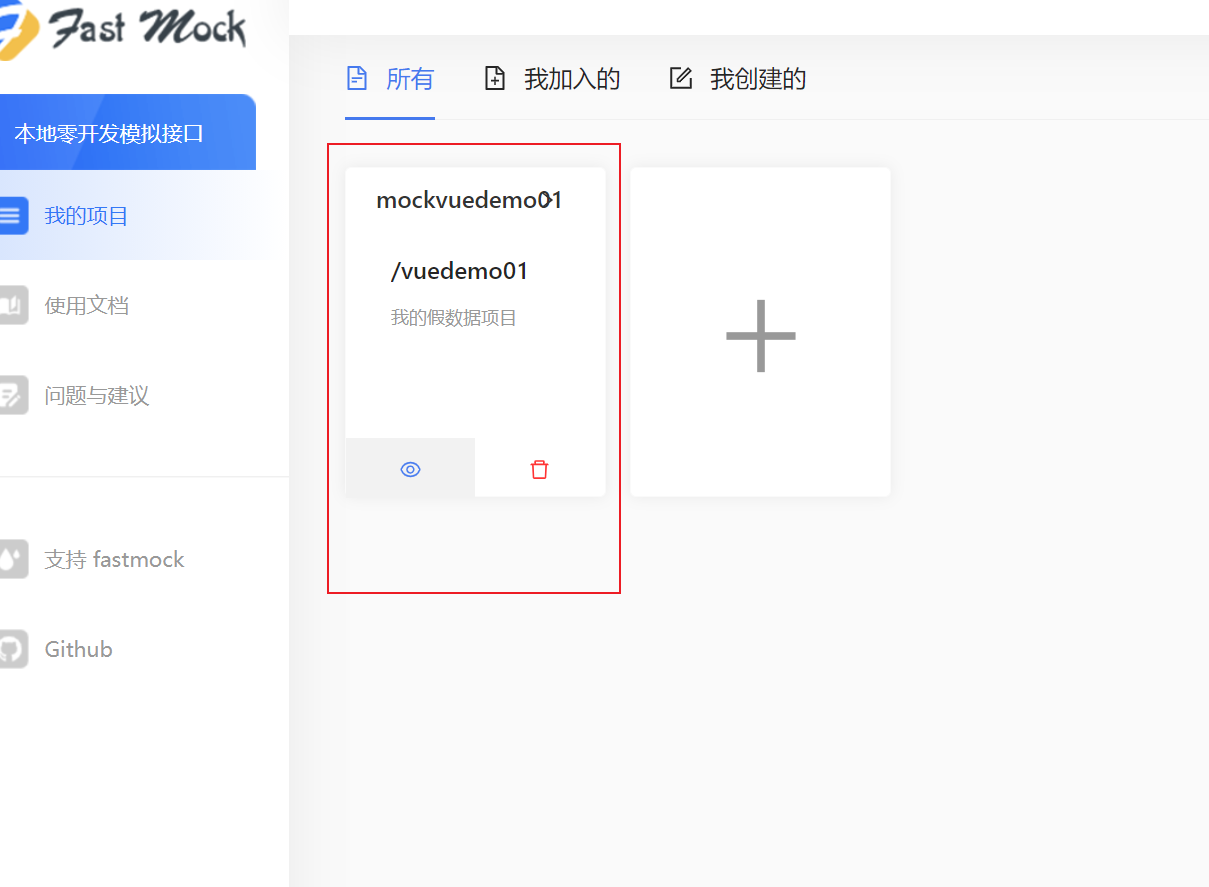 Fast Mock
本地零开发模拟接口
我的项目
使用文档
问题与建议
支持 fastmock
Github
所有
我加入的
我创建的
mockvuedemo01
/vuedemo01
我的假数据项目